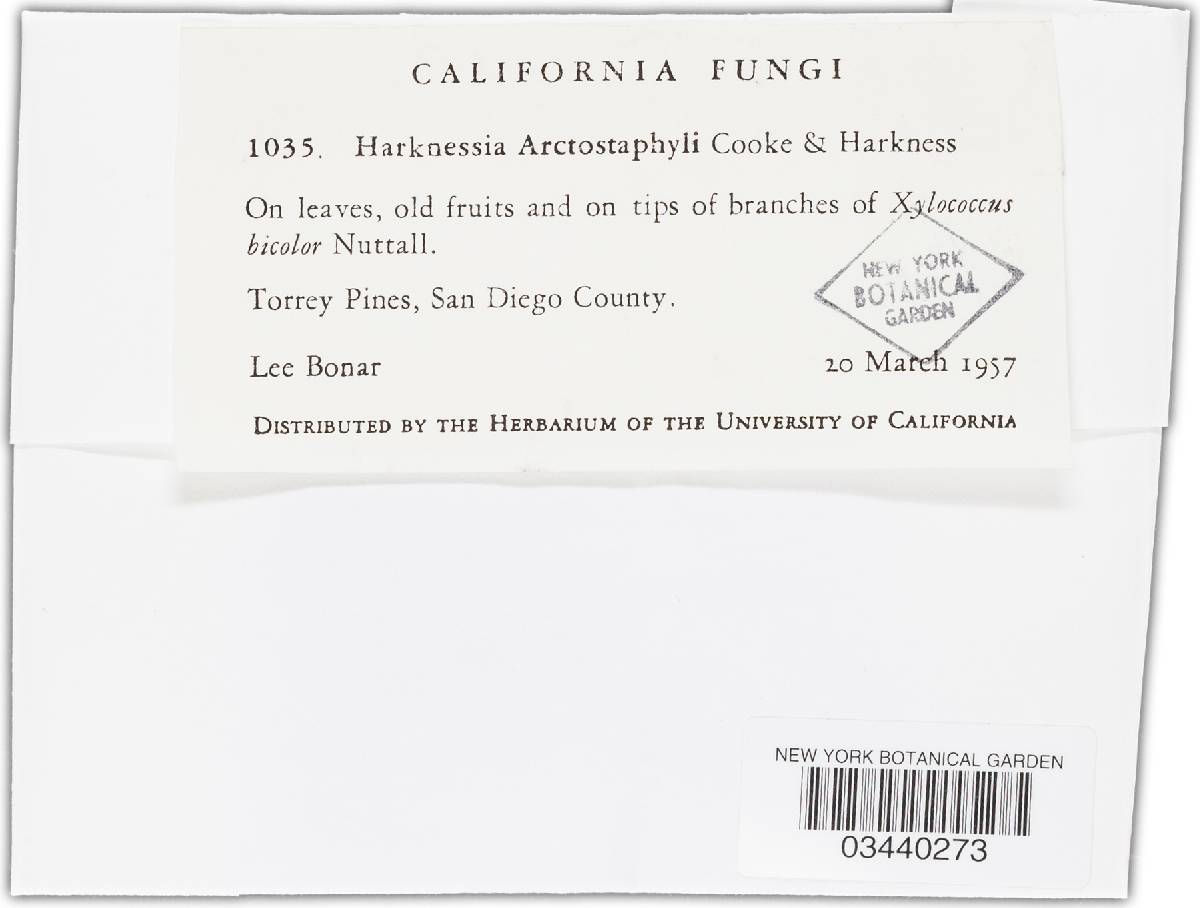 CALIFORNIA FUNGI
1035. Harknessia Arctostaphyli Cooke & Harkness
On leaves, old fruits and on tips of branches of Xylococcus
bicolor Nuttall.
NEW YORK
BOTANICAL
GARDEN
Torrey Pines, San Diego County.
Lee Bonar 20 March 1957
DISTRIBUTED BY THE HERBARIUM OF THE UNIVERSITY OF CALIFORNIA
NEW YORK BOTANICAL GARDEN
03440273